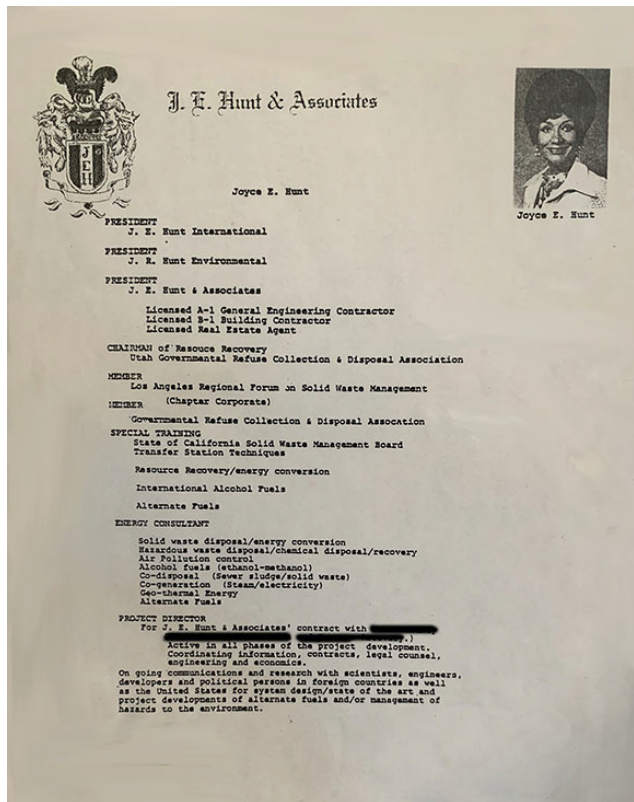 J. E. Hunt & Associates
J
E
H
Joyce E. Hunt
Joyce E. Hunt
PRESIDENT
J. E. Hunt International
PRESIDENT
J. R. Hunt Environmental
PRESIDENT
J. E. Hunt & Associates
Licensed A-1 General Engineering Contractor
Licensed B-1 Building Contractor
Licensed Real Estate Agent
CHAIRMAN of Resouce Recovery
Utah Governmental Refuse Collection & Disposal Association
MEMBER
Los Angeles Regional Forum on Solid Waste Management
MEMBER (Chaptar Corporate)
Governmental Refuse Collection & Disposal Assocation
SPECIAL TRAINING
State of California Solid Waste Management Board
Transfer Station Techniques
Resource Recovery/energy conversion
International Alcohol Fuels
Alternate Fuels
ENERGY CONSULTANT
Solid waste disposal/energy conversion
Hazardous waste disposal/chemical disposal/recovery
Air Pollution control
Alcohol fuels (ethanol-methanol)
Co-disposal (Sewer sludge/solid waste)
Co-generation (Steam/electricity)
Geo-thermal Energy
Alternate Fuels
PROJECT DIRECTOR
For J. E. Hunt & Associates' contract with
Active in all phases of the project development.
Coordinating information, contracts, legal counsel,
engineering and economics.
On going communications and research with scientists, engineers,
developers and political persons in foreign countries as well
as the United States for system design/state of the art and
project developments of alternate fuels and/or management of
hazards to the environment.